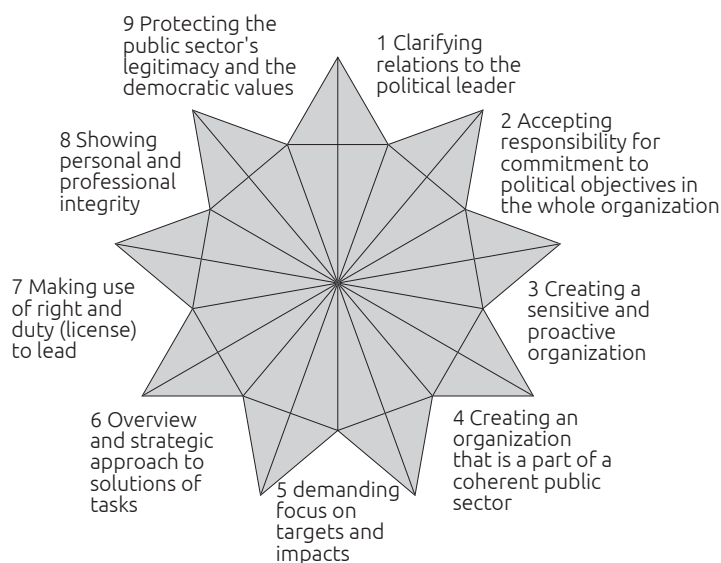 9 Protecting the
public sector's
legitimacy and the
democratic values
1 Clarifying
relations to the
political leader
2 Accepting
responsibility for
commitment to
political objectives in
the whole organization
3 Creating a
sensitive and
proactive
organization
4 Creating an
organization
that is a part of a
coherent public
sector
5 demanding
focus on
targets and
impacts
6 Overview
and strategic
approach to
solutions of
tasks
7 Making use
of right and
duty (license)
to lead
8 Showing
personal and
professional
integrity